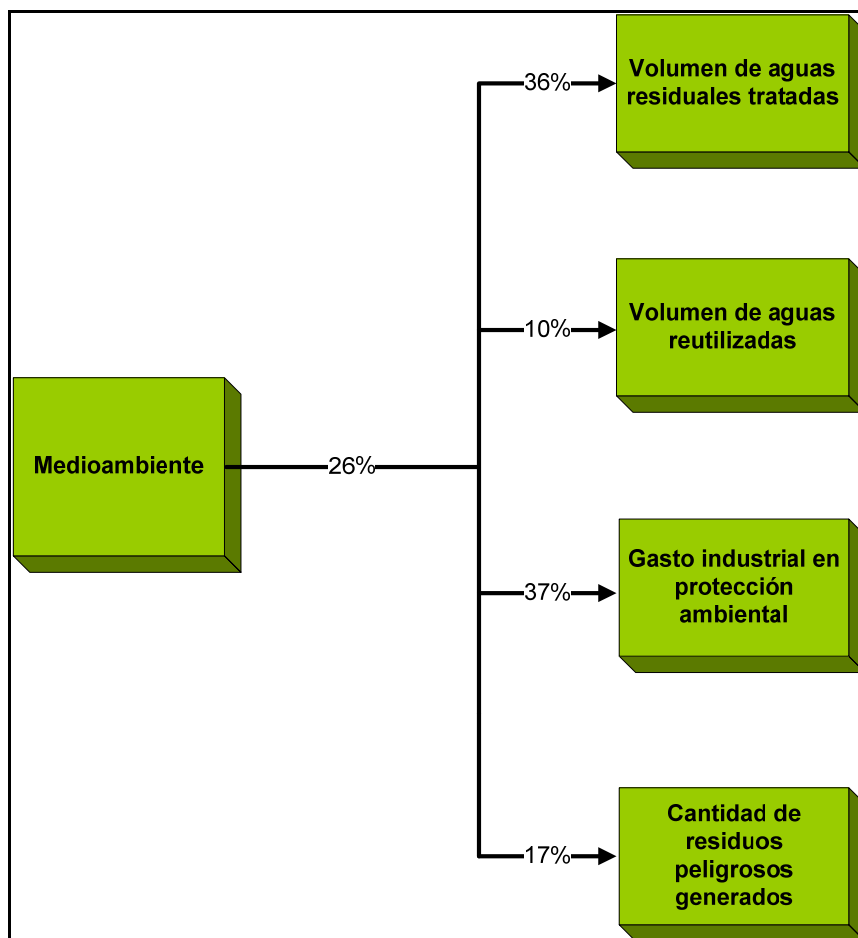 36%
Volumen de aguas
residuales tratadas
10%
Volumen de aguas
reutilizadas
Medioambiente
26%
37%
Gasto industrial en
protección
ambiental
17%
Cantidad de
residuos
peligrosos
generados